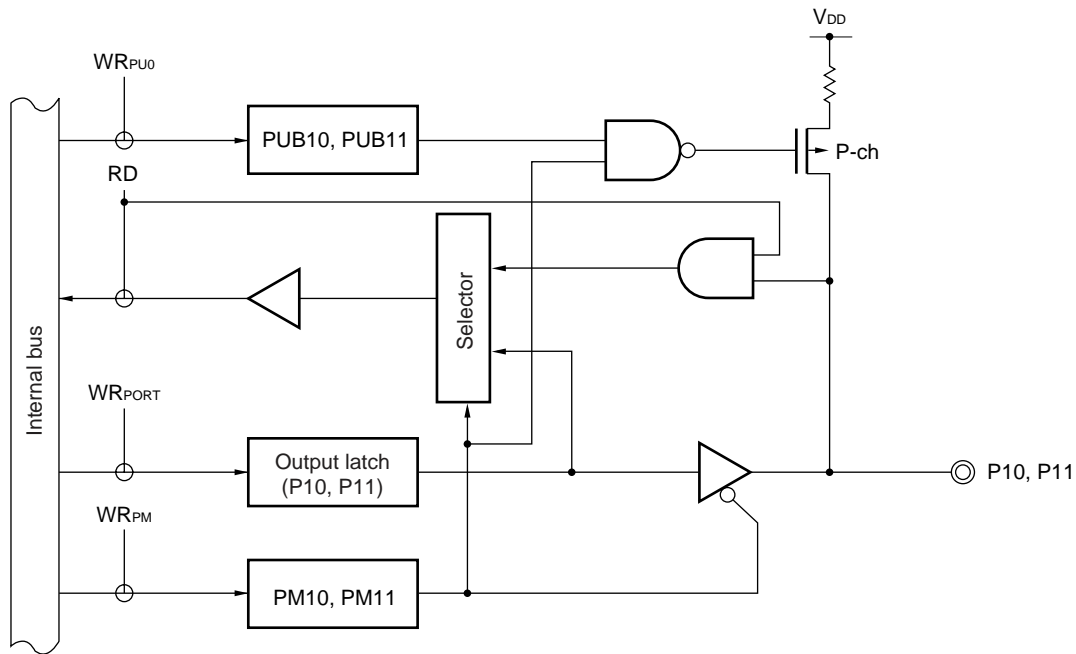 VDD
WRPU0
PUB10, PUB11
P-ch
RD
Selector
Internal bus
WRPORT
Output latch
(P10, P11)
P10, P11
WRPM
PM10, PM11